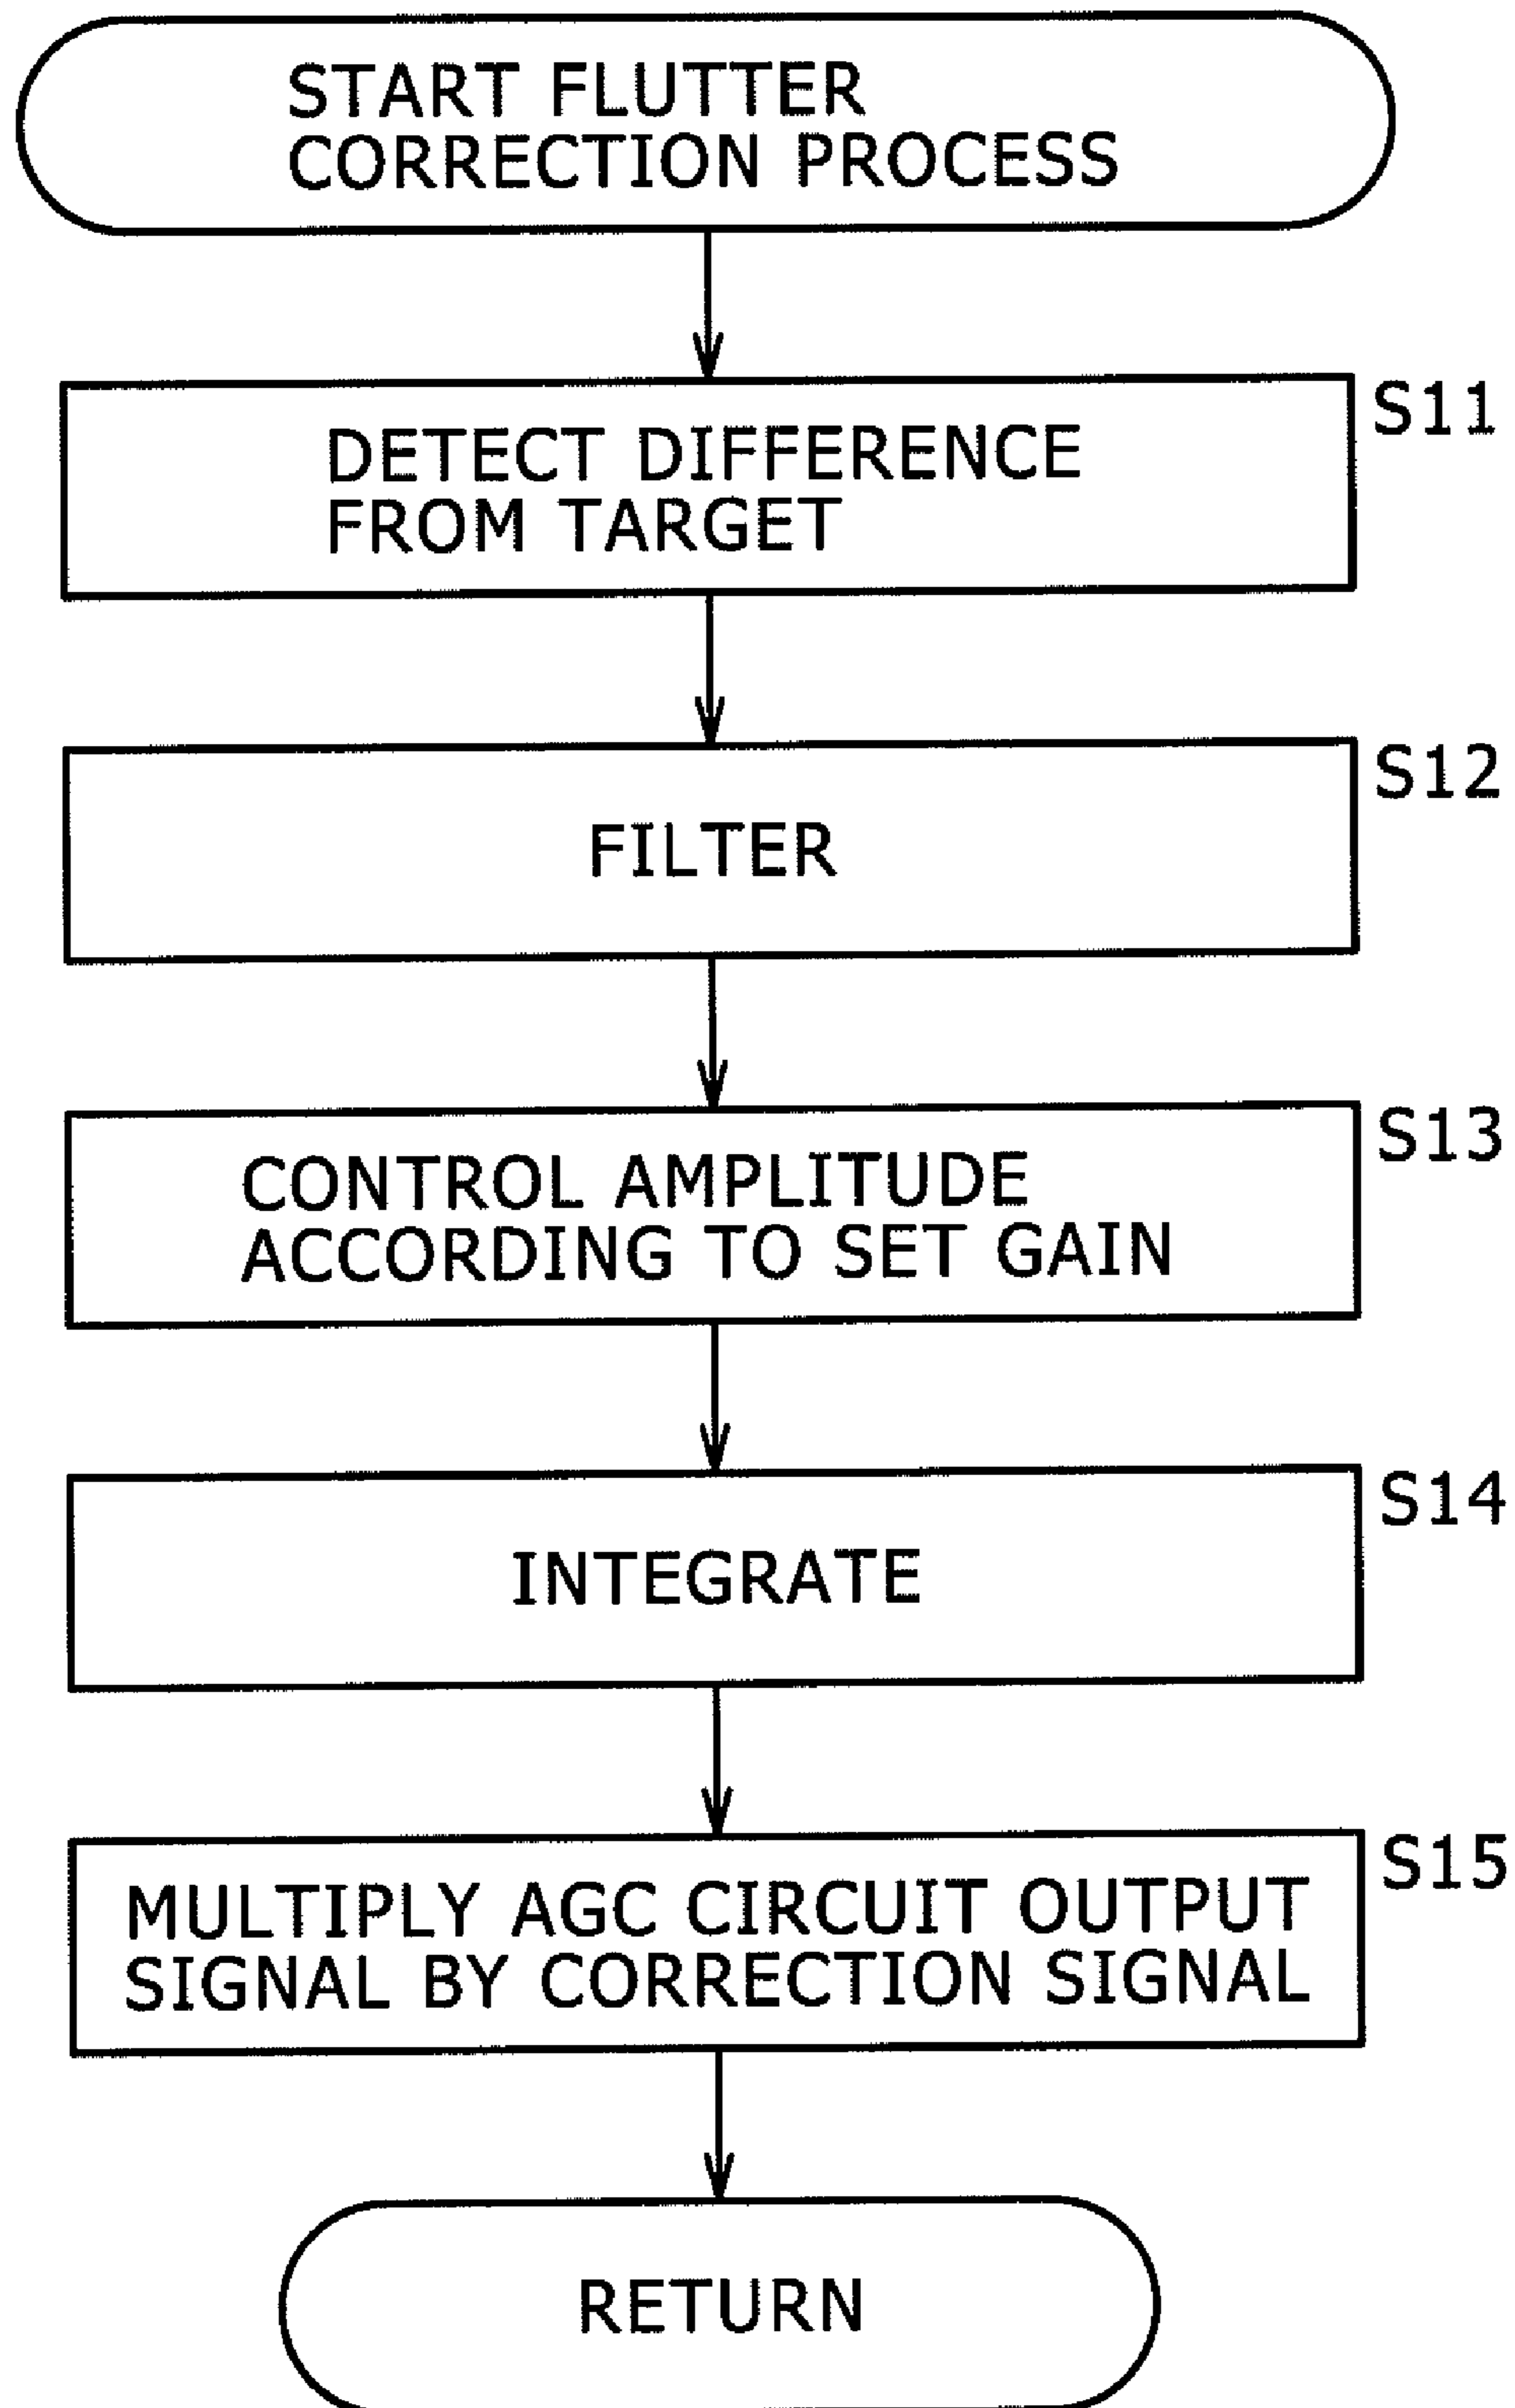 START FLUTTER
CORRECTION PROCESS
S11
DETECT DIFFERENCE
FROM TARGET
S12
FILTER
S13
CONTROL AMPLITUDE
ACCORDING TO SET GAIN
S14
INTEGRATE
S15
MULTIPLY AGC CIRCUIT OUTPUT
SIGNAL BY CORRECTION SIGNAL
RETURN